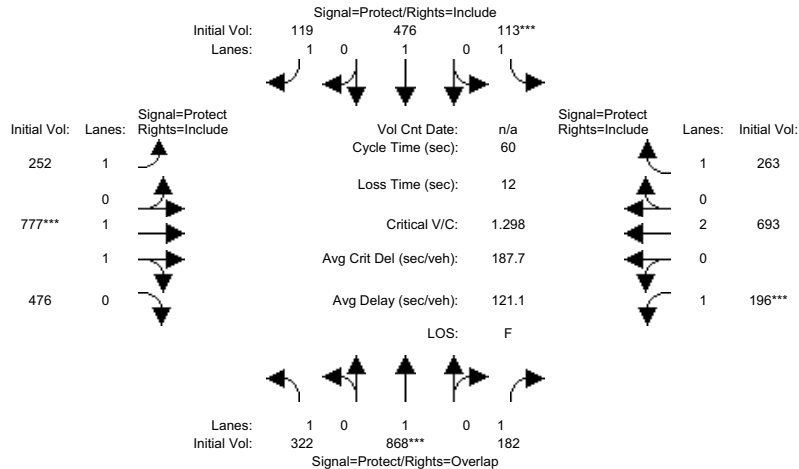 Signal=Protect/Rights=Include
Initial Vol: 119 476 113***
Lanes: 1 0 1 0 1
Signal=Protect
Initial Vol: Lanes: Rights=Include
252 1
0
777*** 1
1
476 0
Vol Cnt Date: n/a
Cycle Time (sec): 60
Loss Time (sec): 12
Critical V/C: 1.298
Avg Crit Del (sec/veh): 187.7
Avg Delay (sec/veh): 121.1
LOS: F
Signal=Protect
Rights=Include Lanes: Initial Vol:
1 263
0
2 693
0
1 196***
Lanes: 1 0 1 0 1
Initial Vol: 322 868*** 182
Signal=Protect/Rights=Overlap